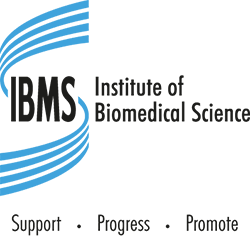 IBMS
Institute of
Biomedical Science
Support • Progress • Promote